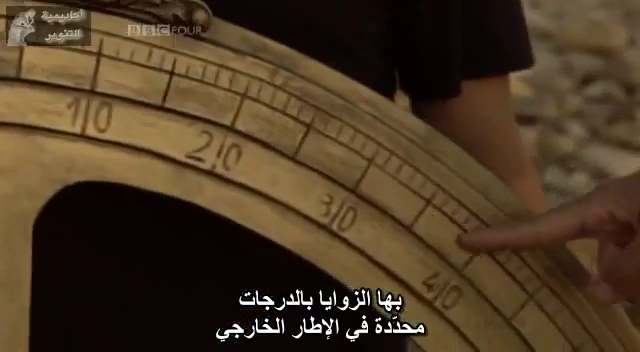 أكاديمية
التنوير
BBC FOUR
10
20
30
40
بها الزوايا بالدرجات
محدّدة في الإطار الخارجي